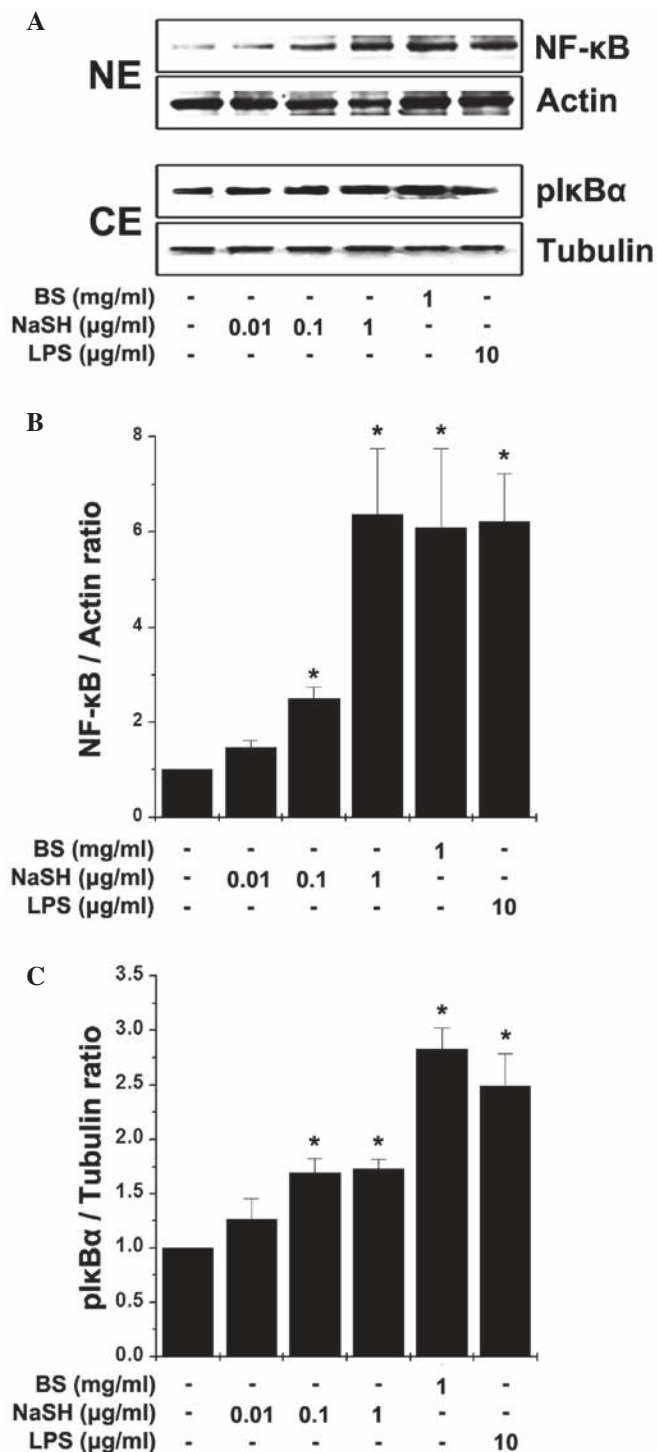 A
NE
NF-κB
Actin
CE
pIκBα
Tubulin
BS (mg/ml) - - - - 1 -
NaSH (µg/ml) - 0.01 0.1 1 - -
LPS (µg/ml) - - - - - 10
B
NF-κB / Actin ratio
8
6
4
2
0
* * * *
BS (mg/ml) - - - - 1 -
NaSH (µg/ml) - 0.01 0.1 1 - -
LPS (µg/ml) - - - - - 10
C
pIκBα / Tubulin ratio
3.5
3.0
2.5
2.0
1.5
1.0
0.5
0.0
* * * *
BS (mg/ml) - - - - 1 -
NaSH (µg/ml) - 0.01 0.1 1 - -
LPS (µg/ml) - - - - - 10